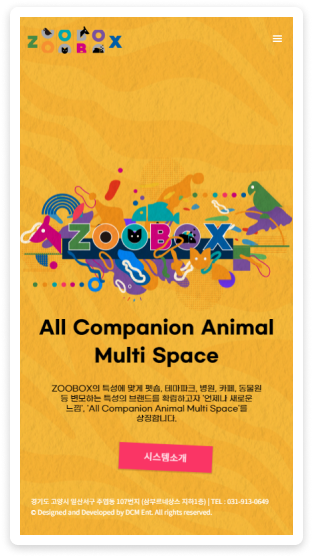 ZOOBOX
ZOOBOX
All Companion Animal
Multi Space
ZOOBOX의 특성에 맞게 펫숍, 테마파크, 병원, 카페, 동물원
등 변모하는 특성의 브랜드를 확립하고자 '언제나 새로운
느낌', 'All Companion Animal Multi Space'를
상징합니다.
시스템소개
경기도 고양시 일산서구 주엽동 107번지 (삼부르네상스 지하1층) | TEL : 031-913-0649
© Designed and Developed by DCM Ent. All rights reserved.